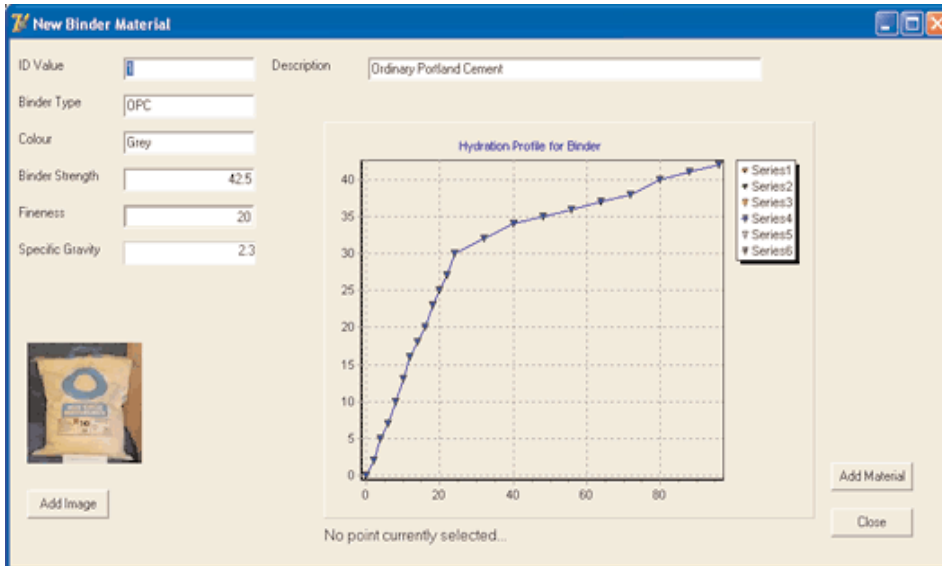 New Binder Material
ID Value 1 Description Ordinary Portland Cement
Binder Type OPC
Colour Grey
Binder Strength 42.5
Fineness 20
Specific Gravity 2.3
Hydration Profile for Binder
40
35
30
25
20
15
10
5
0
0 20 40 60 80
Series1
Series2
Series3
Series4
Series5
Series6
10
Add Image
No point currently selected...
Add Material
Close